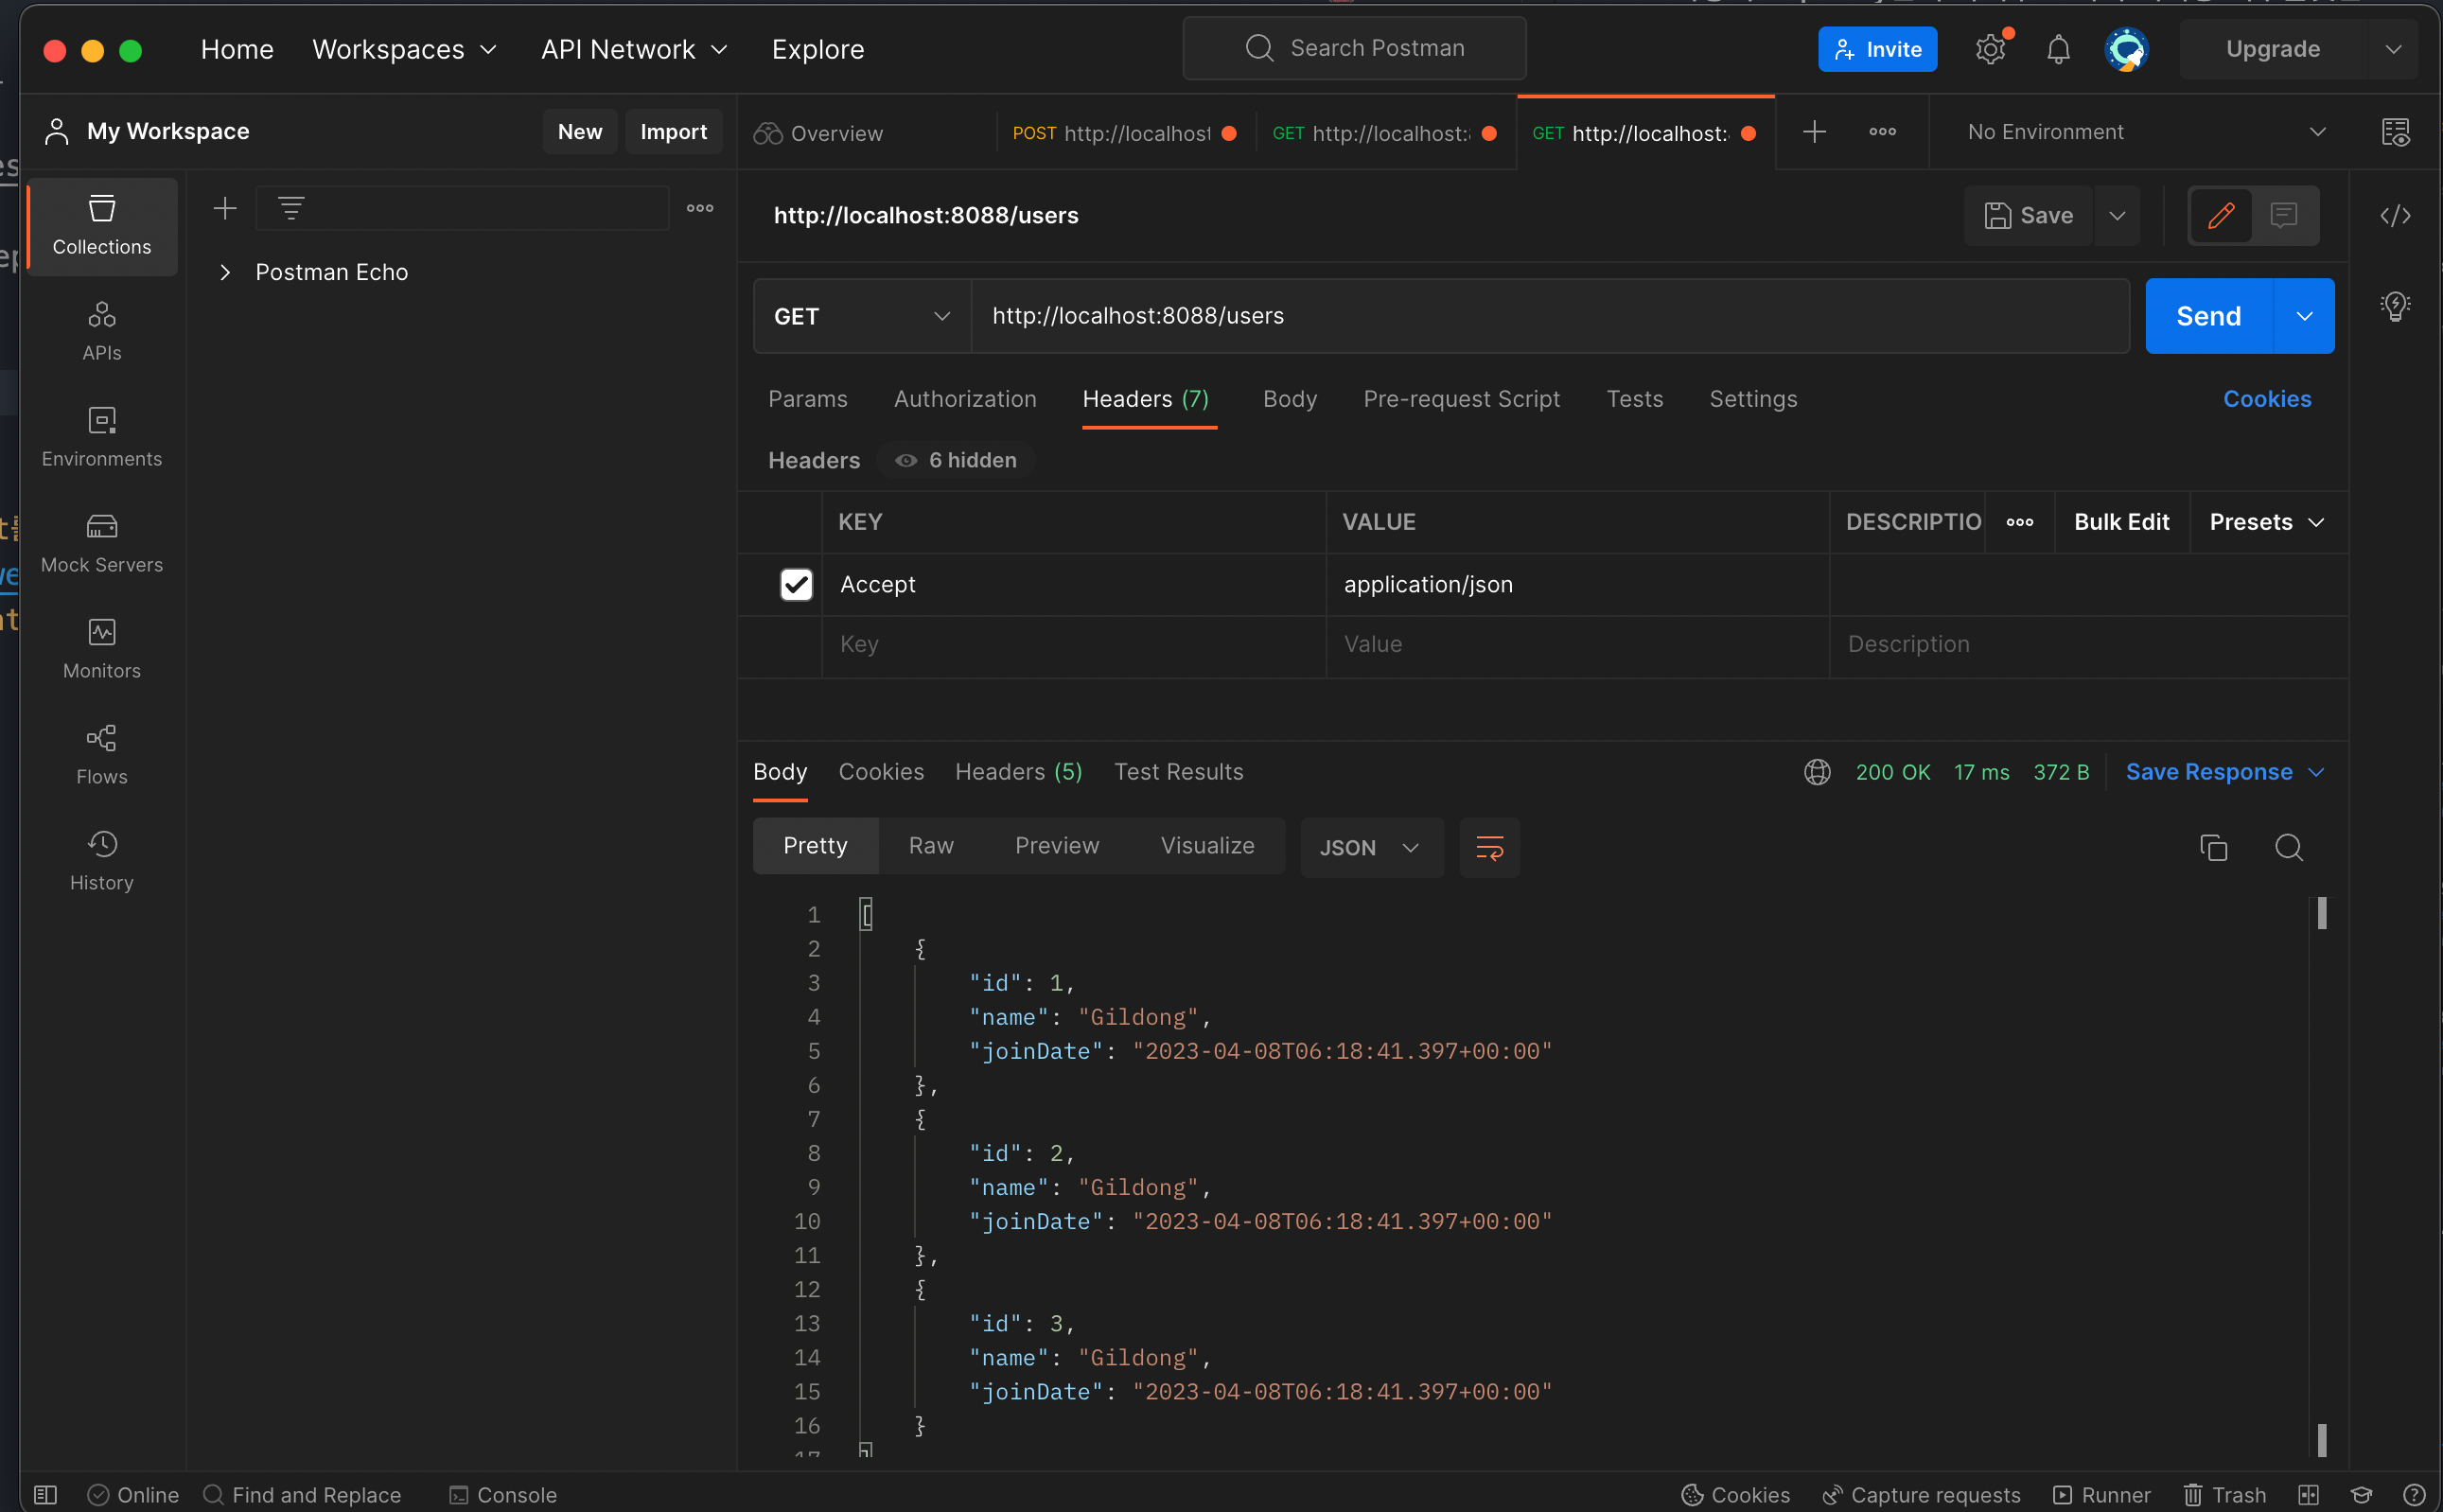 Home Workspaces API Network Explore Search Postman Invite Upgrade
My Workspace New Import Overview POST http://localhost GET http://localhost: GET http://localhost: No Environment
Collections
APIs
Environments
Mock Servers
Monitors
Flows
History
Postman Echo
http://localhost:8088/users Save
GET http://localhost:8088/users Send
Params Authorization Headers (7) Body Pre-request Script Tests Settings Cookies
Headers 6 hidden
KEY VALUE DESCRIPTIO Bulk Edit Presets
Accept application/json
Key Value Description
Body Cookies Headers (5) Test Results 200 OK 17 ms 372 B Save Response
Pretty Raw Preview Visualize JSON
1 [
2 {
3 "id": 1,
4 "name": "Gildong",
5 "joinDate": "2023-04-08T06:18:41.397+00:00"
6 },
7 {
8 "id": 2,
9 "name": "Gildong",
10 "joinDate": "2023-04-08T06:18:41.397+00:00"
11 },
12 {
13 "id": 3,
14 "name": "Gildong",
15 "joinDate": "2023-04-08T06:18:41.397+00:00"
16 }
17 ]
Online Find and Replace Console Cookies Capture requests Runner Trash